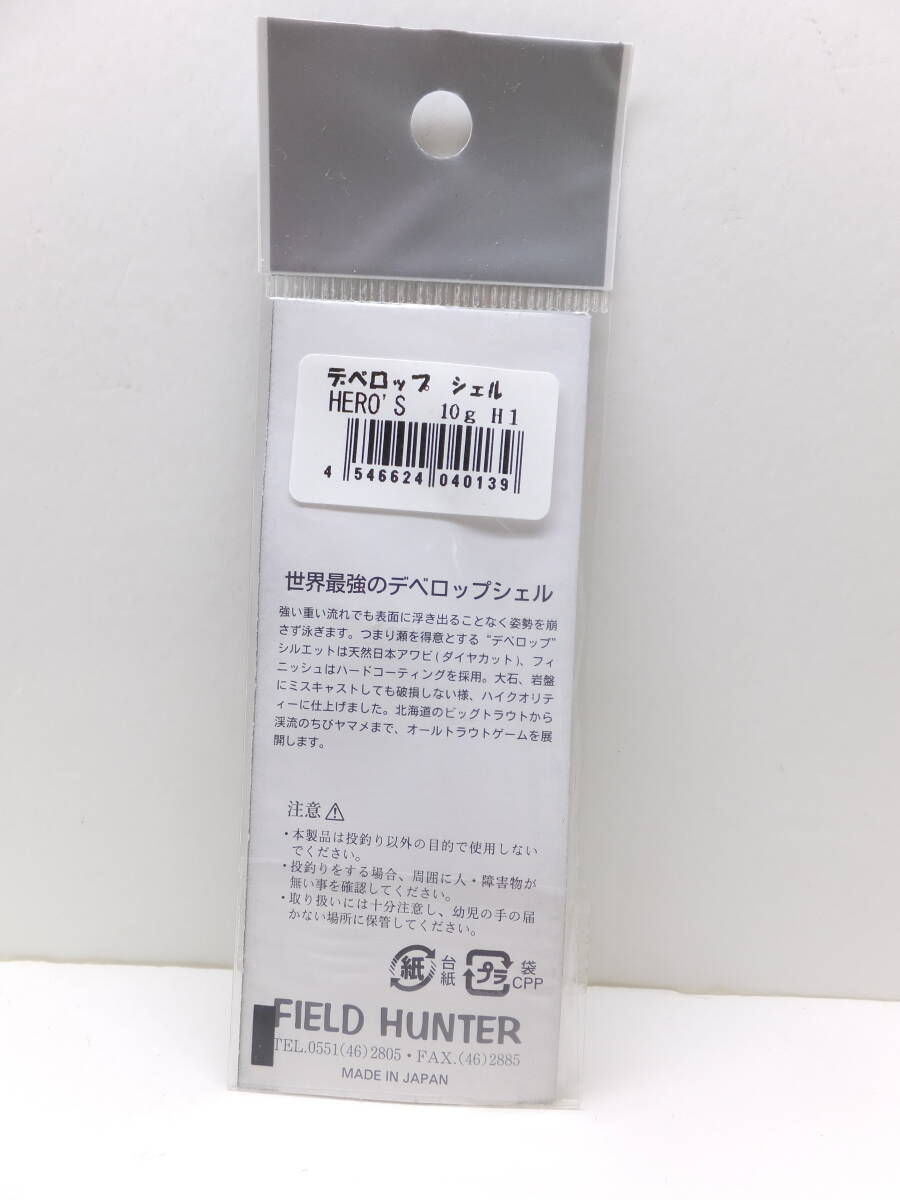 デベロップ シェル
HERO'S 10g H1
4 546624 040139
世界最強のデベロップシェル
強い重い流れでも表面に浮き出ることなく姿勢を崩
さず泳ぎます。つまり瀬を得意とする“デベロップ”
シルエットは天然日本アワビ(ダイヤカット)、フィ
ニッシュはハードコーティングを採用。大石、岩盤
にミスキャストしても破損しない様、ハイクオリテ
ィーに仕上げました。北海道のビッグトラウトから
渓流のちびヤマメまで、オールトラウトゲームを展
開します。
注意⚠
・本製品は投釣り以外の目的で使用しない
でください。
・投釣りをする場合、周囲に人・障害物が
無い事を確認してください。
・取り扱いには十分注意し、幼児の手の届
かない場所に保管してください。
紙 台紙 プラ 袋 CPP
FIELD HUNTER
TEL.0551(46)2805・FAX.(46)2885
MADE IN JAPAN